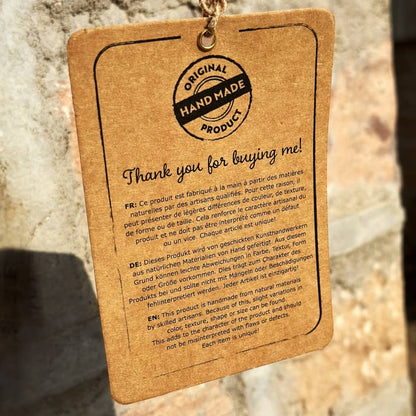 ORIGINAL
HAND MADE
PRODUCT
Thank you for buying me!
FR: Ce produit est fabriqué à la main à partir des matières
naturelles par des artisans qualifiés. Pour cette raison, il
peut présenter de légères différences de couleur, de texture,
de forme ou de taille. Cela renforce le caractère artisanal du
produit et ne doit pas être interprété comme un défaut
ou un vice. Chaque article est unique!
DE: Dieses Produkt wird von geschickten Kunsthandwerkern
aus natürlichen Materialien von Hand gefertigt. Aus diesem
Grund können leichte Abweichungen in Farbe, Textur, Form
oder Größe vorkommen. Dies trägt zum Charakter des
Produkts bei und sollte nicht mit Mängeln oder Beschädigungen
fehlinterpretiert werden. Jeder Artikel ist einzigartig!
EN: This product is handmade from natural materials
by skilled artisans. Because of this, slight variations in
color, texture, shape or size can be found.
This adds to the character of the product and should
not be misinterpreted with flaws or defects.
Each item is unique!